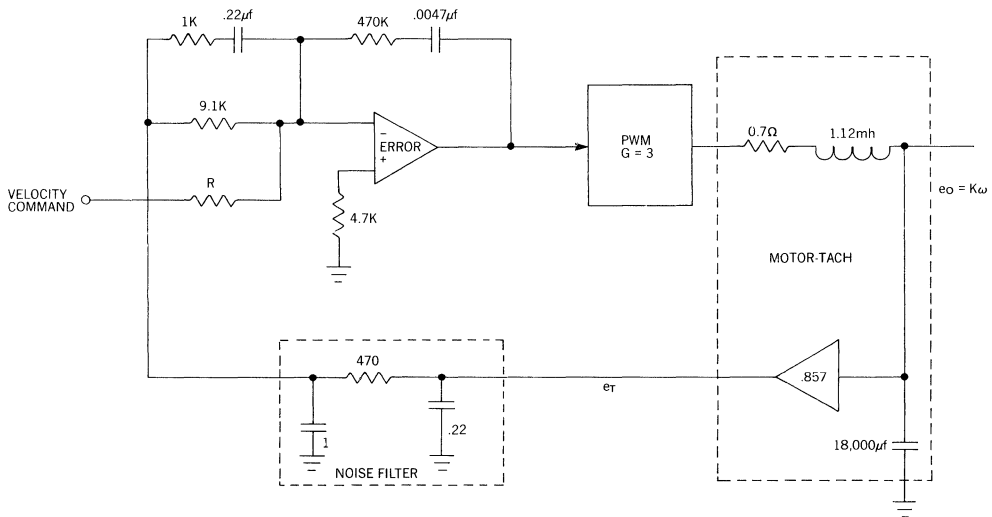 1K
.22μf
470K
.0047μf
9.1K
−
ERROR
+
PWM
G = 3
0.7Ω
1.12mh
R
VELOCITY
COMMAND
4.7K
eO = Kω
MOTOR-TACH
470
eT
.857
1
.22
18,000μf
NOISE FILTER